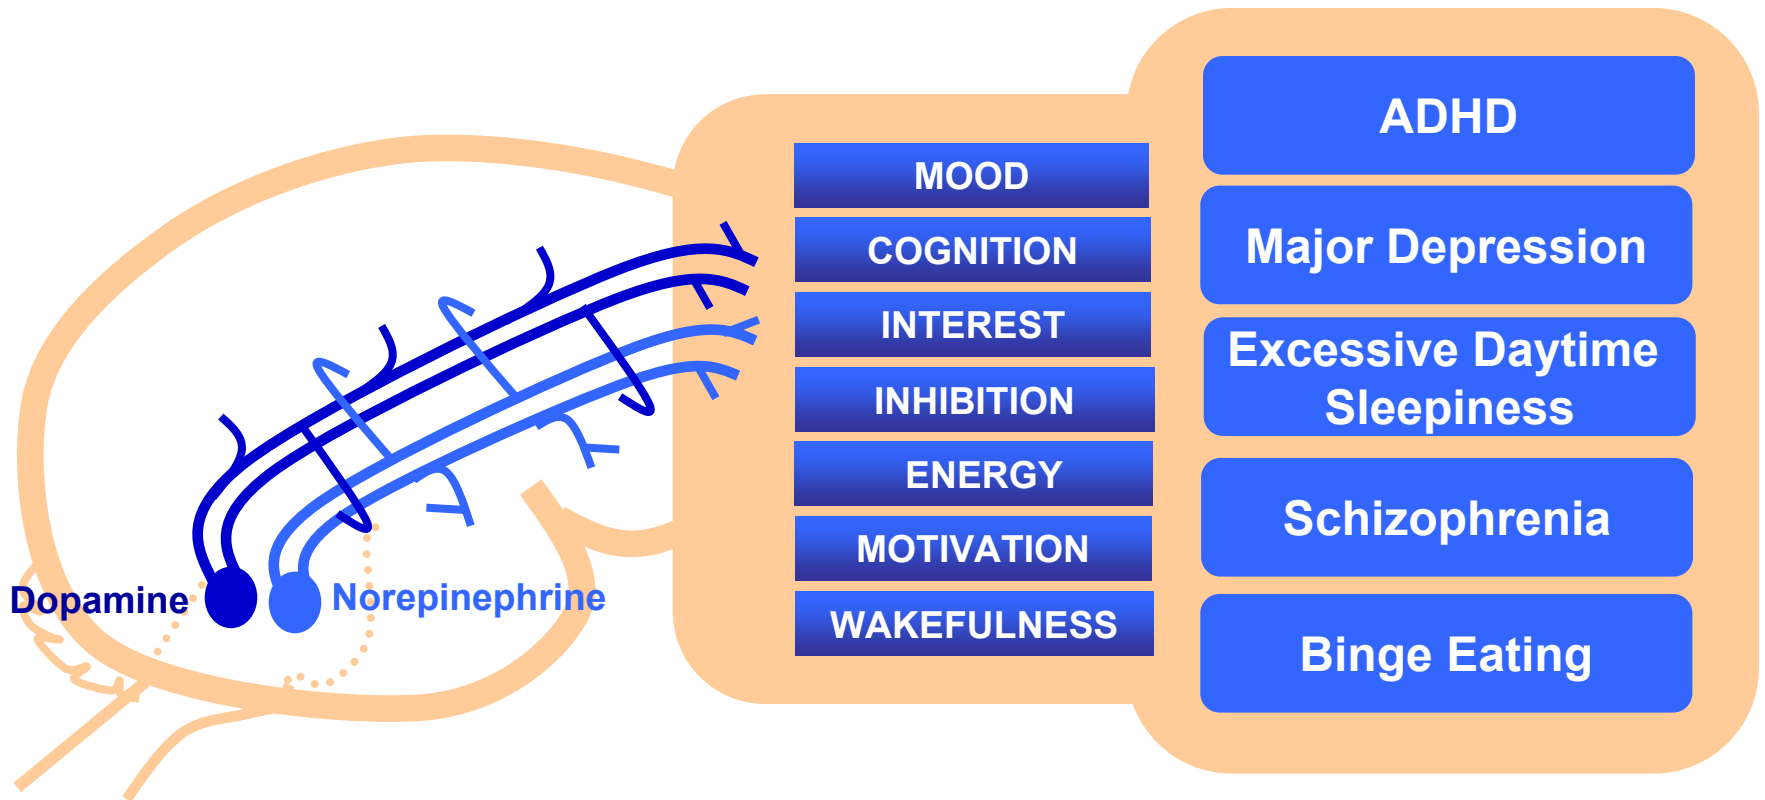 Dopamine
Norepinephrine
MOOD
COGNITION
INTEREST
INHIBITION
ENERGY
MOTIVATION
WAKEFULNESS
ADHD
Major Depression
Excessive Daytime
Sleepiness
Schizophrenia
Binge Eating